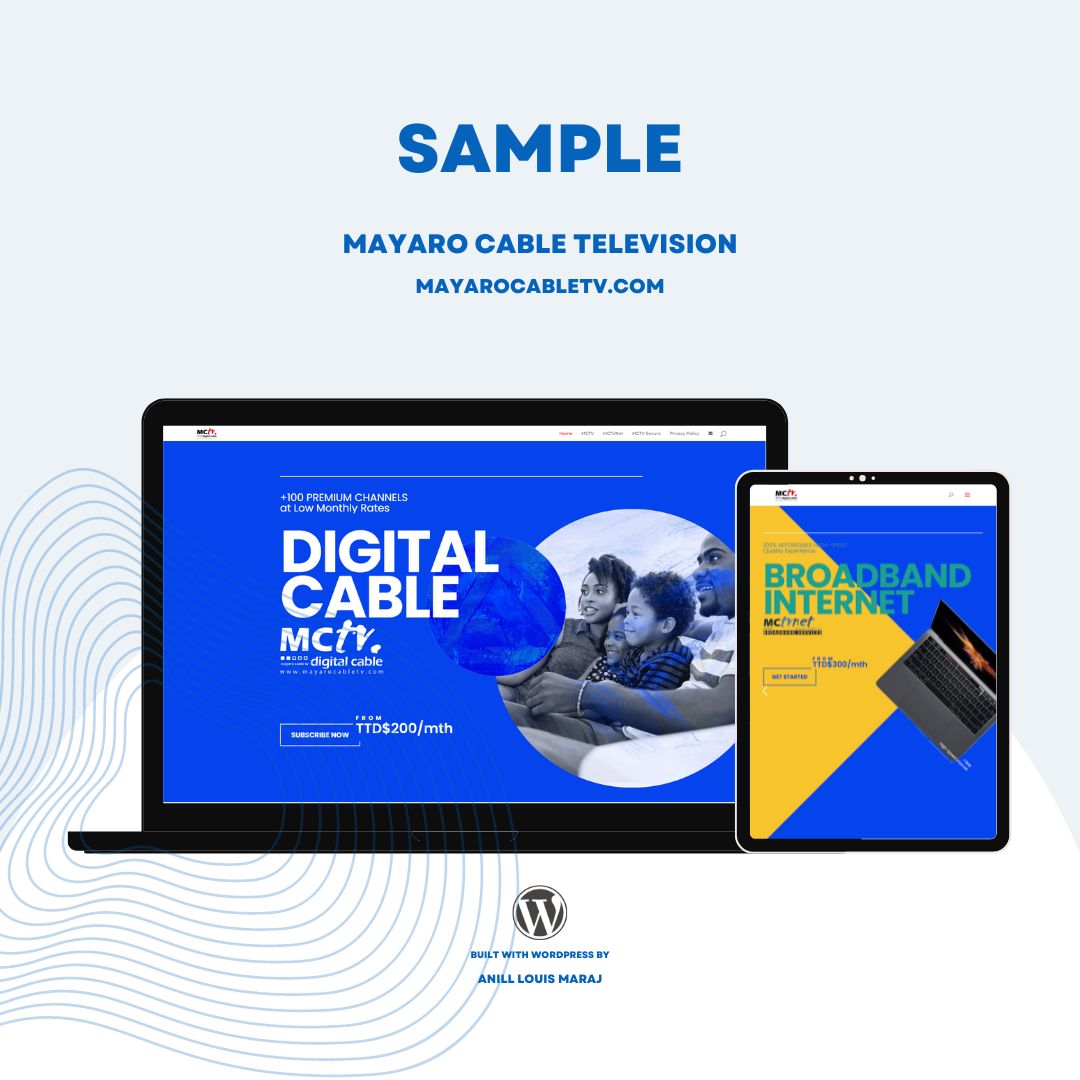 SAMPLE
MAYARO CABLE TELEVISION
MAYAROCABLETV.COM
MCtv.
Home MCTV MCTVNet MCTV Secure Privacy Policy
+100 PREMIUM CHANNELS
at Low Monthly Rates
DIGITAL
CABLE
MCtv.
digital cable
www.mayarocabletv.com
FROM
SUBSCRIBE NOW TTD$200/mth
MCtv.
100% AFFORDABLE HIGH-SPEED
Quality Experience
BROADBAND
INTERNET
MCtvnet
BROADBAND SERVICES
FROM
TTD$300/mth
GET STARTED
W
BUILT WITH WORDPRESS BY
ANILL LOUIS MARAJ